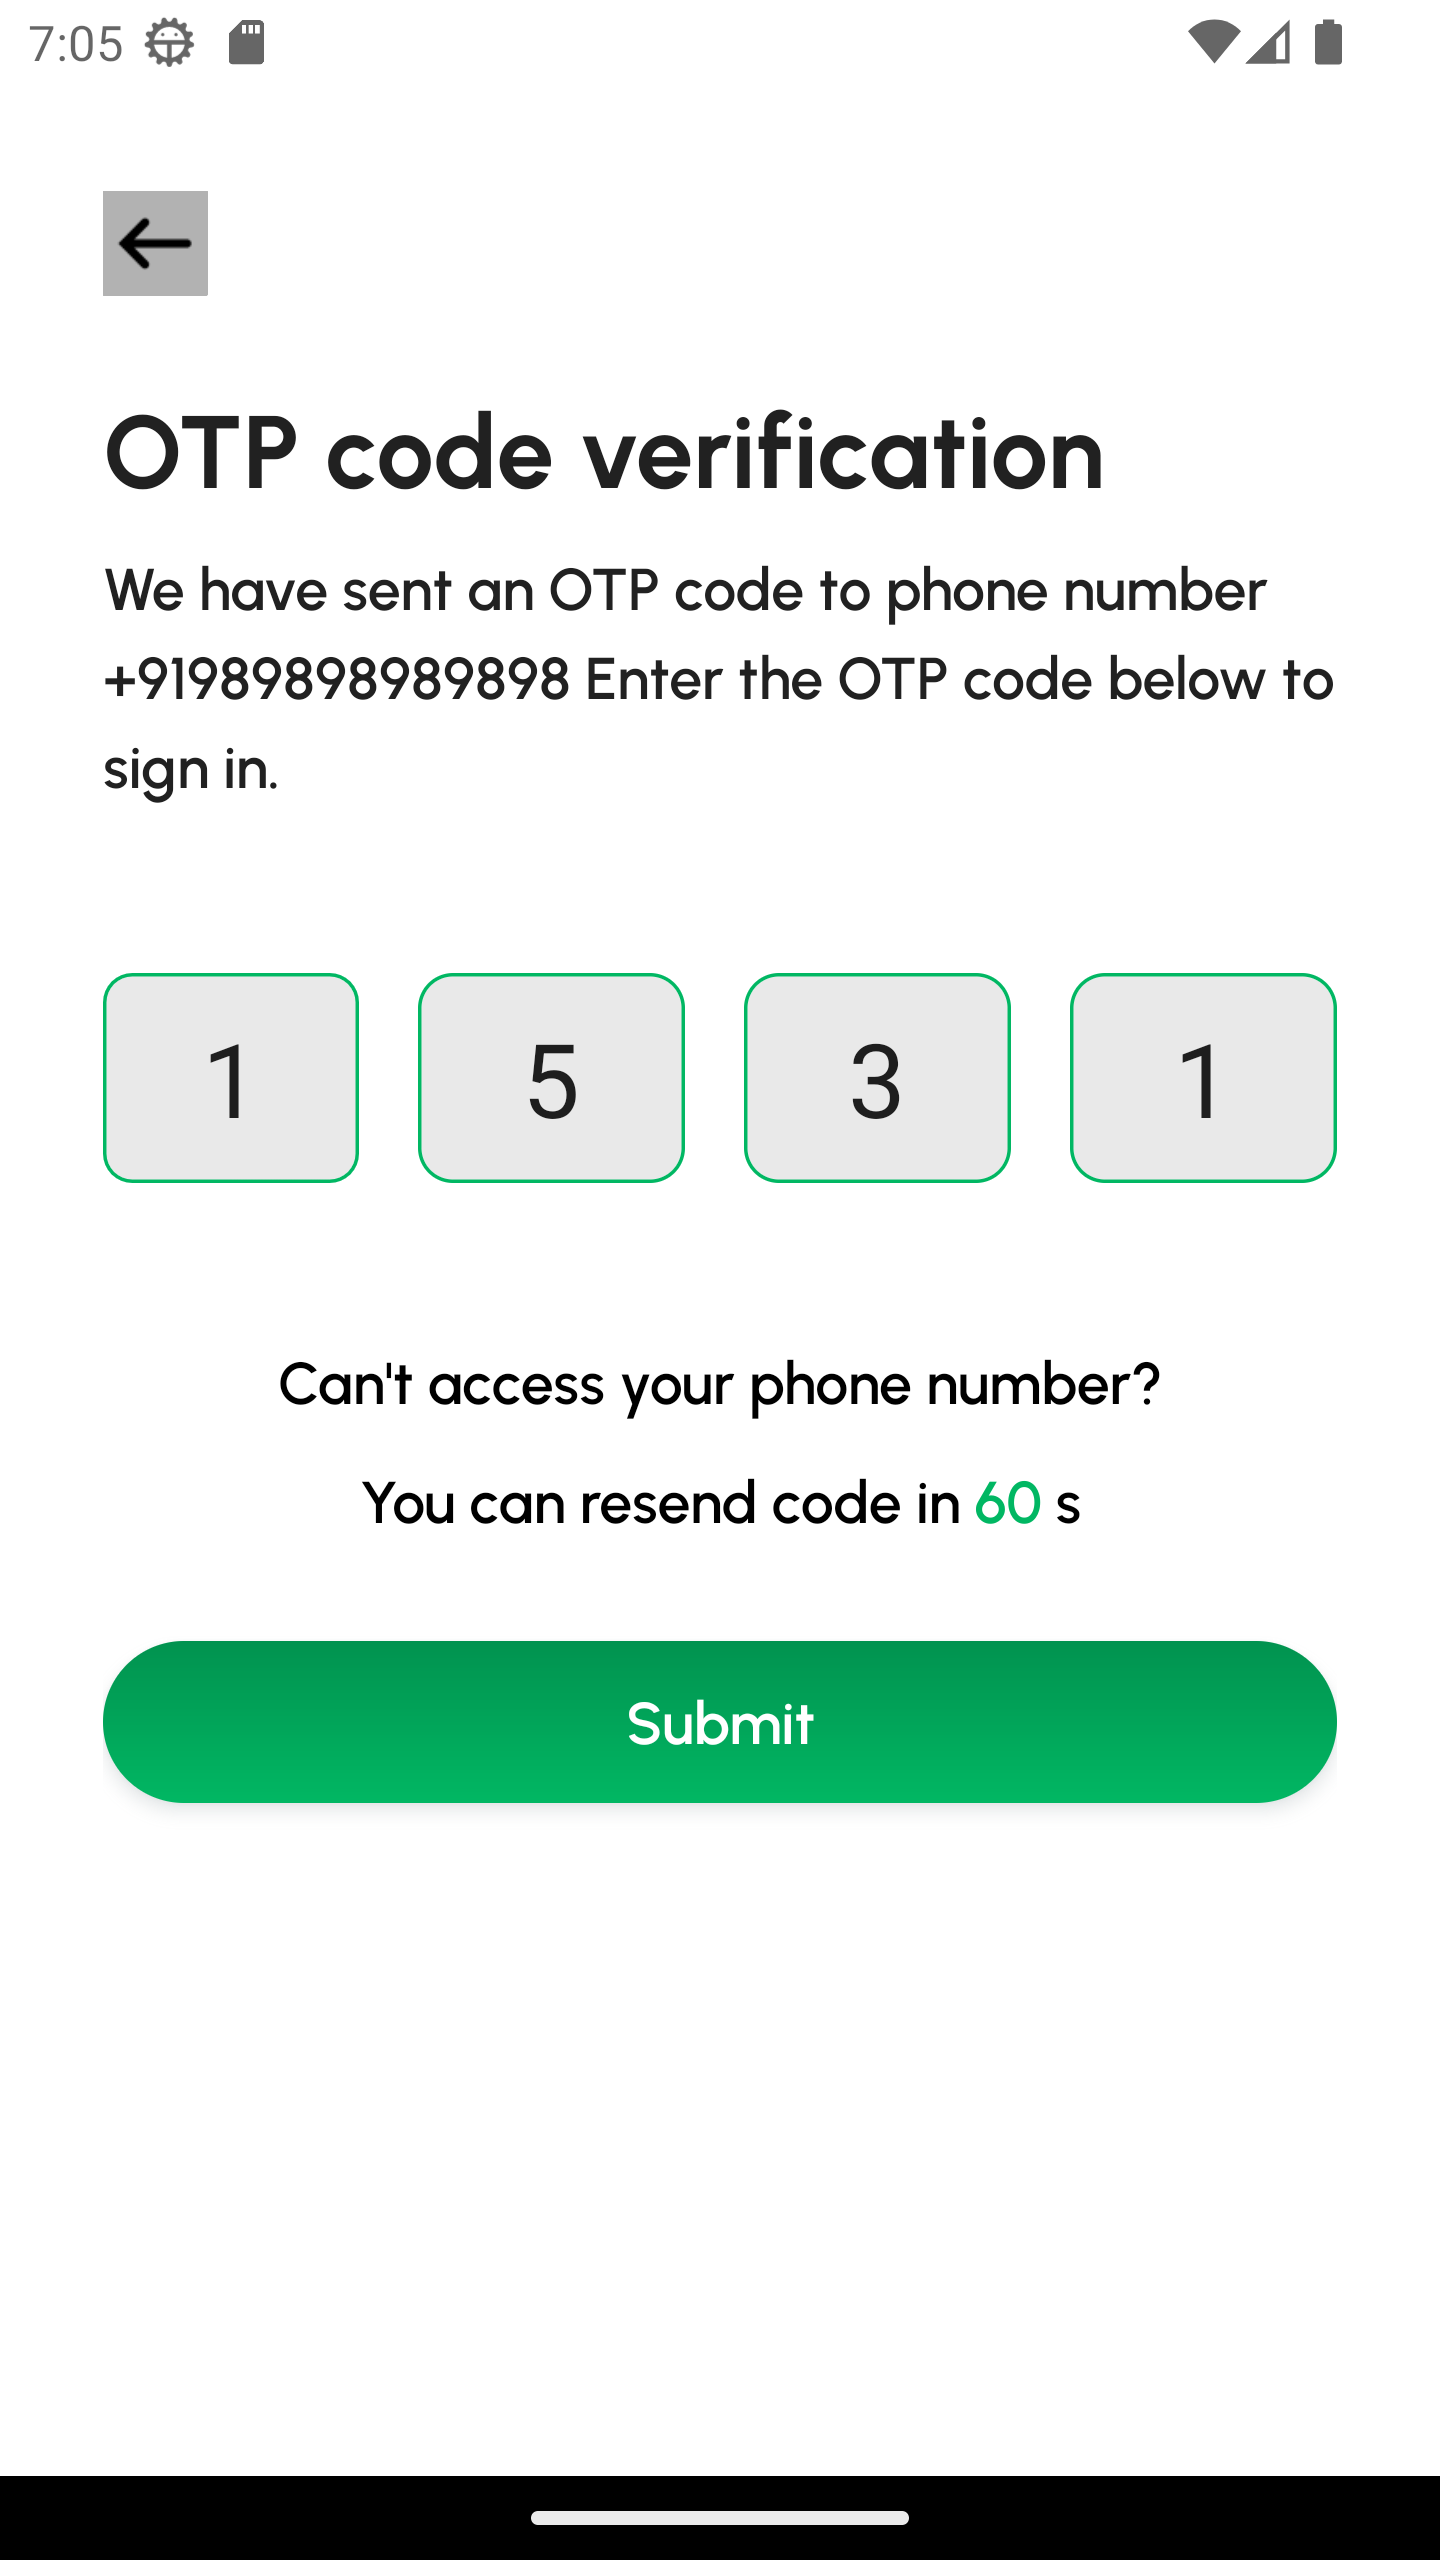 7:05
OTP code verification
We have sent an OTP code to phone number
+919898989898​98 Enter the OTP code below to
sign in.
1 5 3 1
Can't access your phone number?
You can resend code in 60 s
Submit